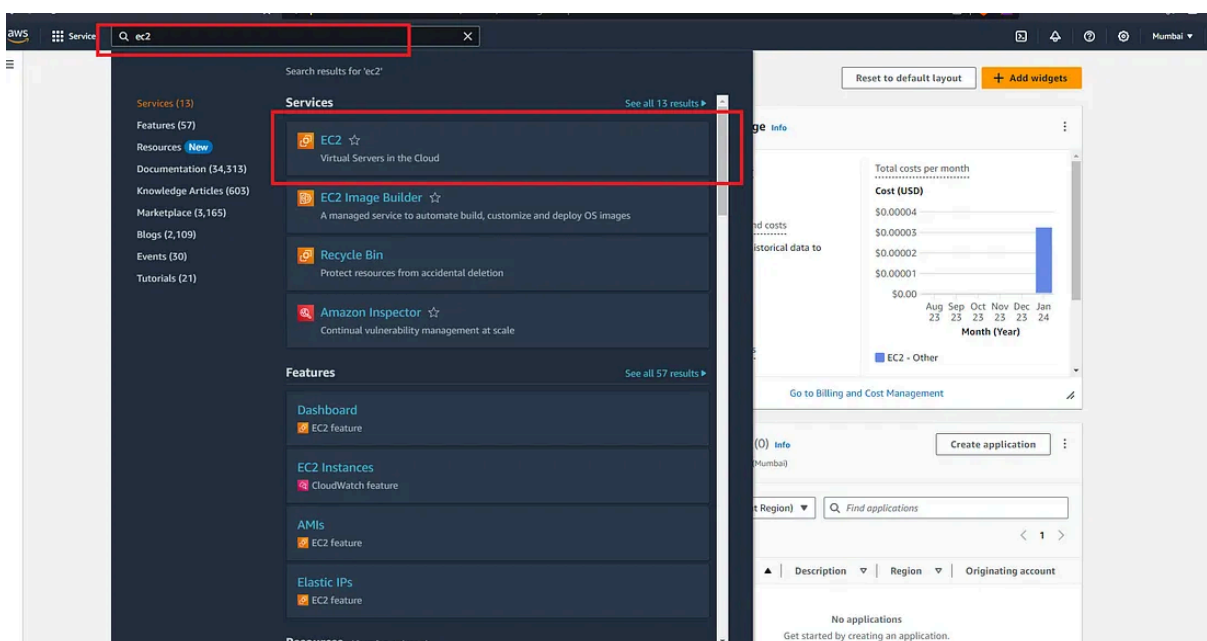 aws
Service
ec2
Mumbai
Search results for 'ec2'
Services (13)
Features (57)
Resources New
Documentation (34,313)
Knowledge Articles (603)
Marketplace (3,165)
Blogs (2,109)
Events (30)
Tutorials (21)
Services
See all 13 results
EC2
Virtual Servers in the Cloud
EC2 Image Builder
A managed service to automate build, customize and deploy OS images
Recycle Bin
Protect resources from accidental deletion
Amazon Inspector
Continual vulnerability management at scale
Features
See all 57 results
Dashboard
EC2 feature
EC2 Instances
CloudWatch feature
AMIs
EC2 feature
Elastic IPs
EC2 feature
Reset to default layout
+ Add widgets
ge Info
nd costs
istorical data to
Total costs per month
Cost (USD)
$0.00004
$0.00003
$0.00002
$0.00001
$0.00
Aug Sep Oct Nov Dec Jan
23 23 23 23 23 24
Month (Year)
EC2 - Other
Go to Billing and Cost Management
(0) Info
(Mumbai)
Create application
t Region)
Find applications
1
Description
Region
Originating account
No applications
Get started by creating an application.